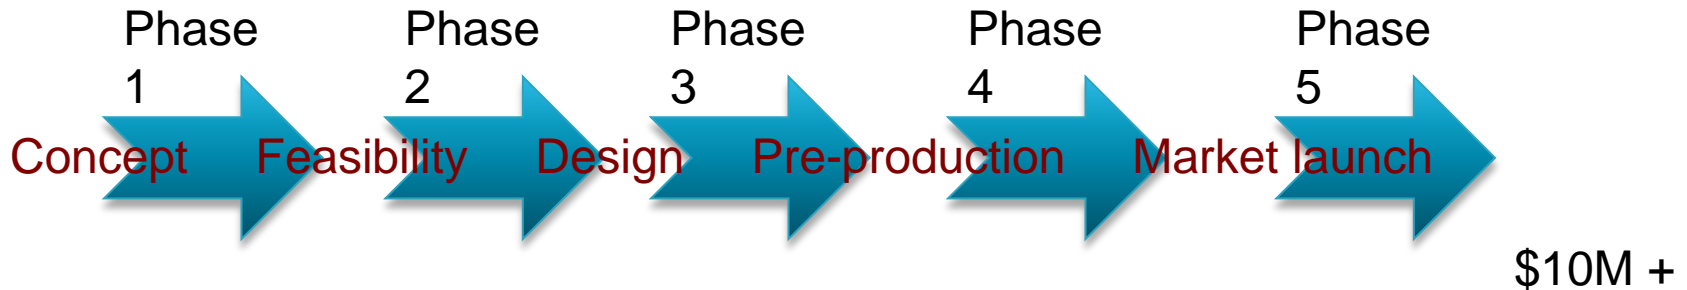 Phase Phase Phase Phase Phase
1 2 3 4 5
Concept Feasibility Design Pre-production Market launch
$10M +